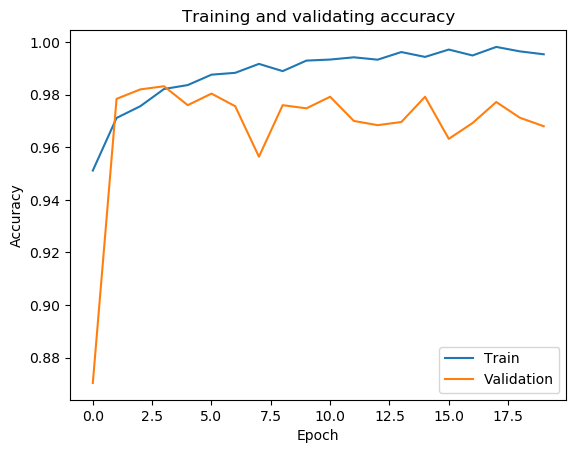 Training and validating accuracy
1.00
0.98
0.96
0.94
0.92
0.90
0.88
Accuracy
Train
Validation
0.0 2.5 5.0 7.5 10.0 12.5 15.0 17.5
Epoch